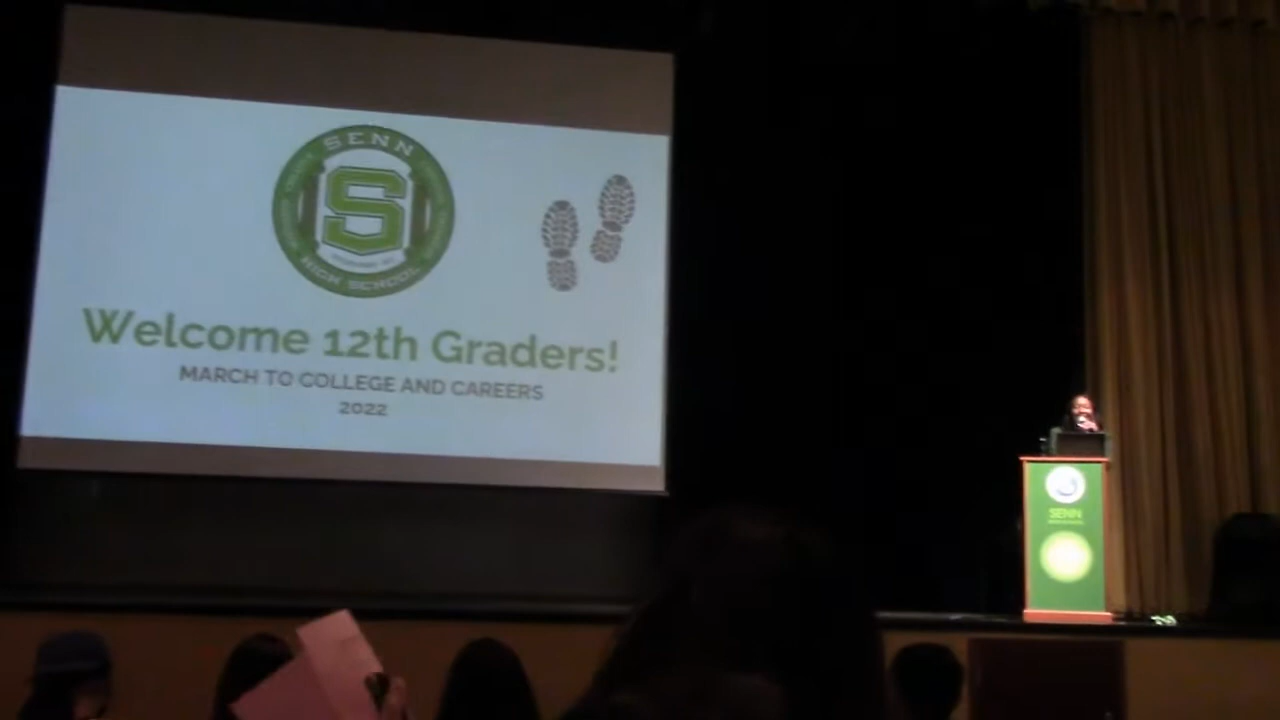 SENN
S
HIGH SCHOOL
Welcome 12th Graders!
MARCH TO COLLEGE AND CAREERS
2022
SENN